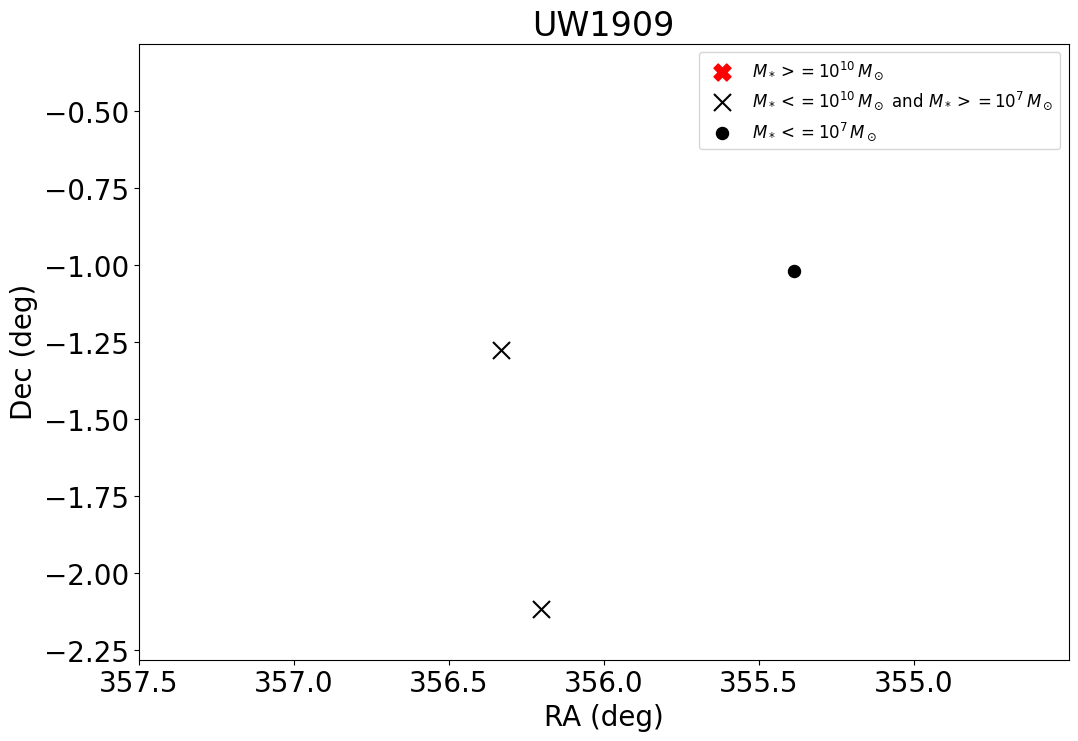 UW1909
M* >= 10^10 M⊙
M* <= 10^10 M⊙ and M* >= 10^7 M⊙
M* <= 10^7 M⊙
−0.50
−0.75
−1.00
−1.25
−1.50
−1.75
−2.00
−2.25
Dec (deg)
357.5 357.0 356.5 356.0 355.5 355.0
RA (deg)